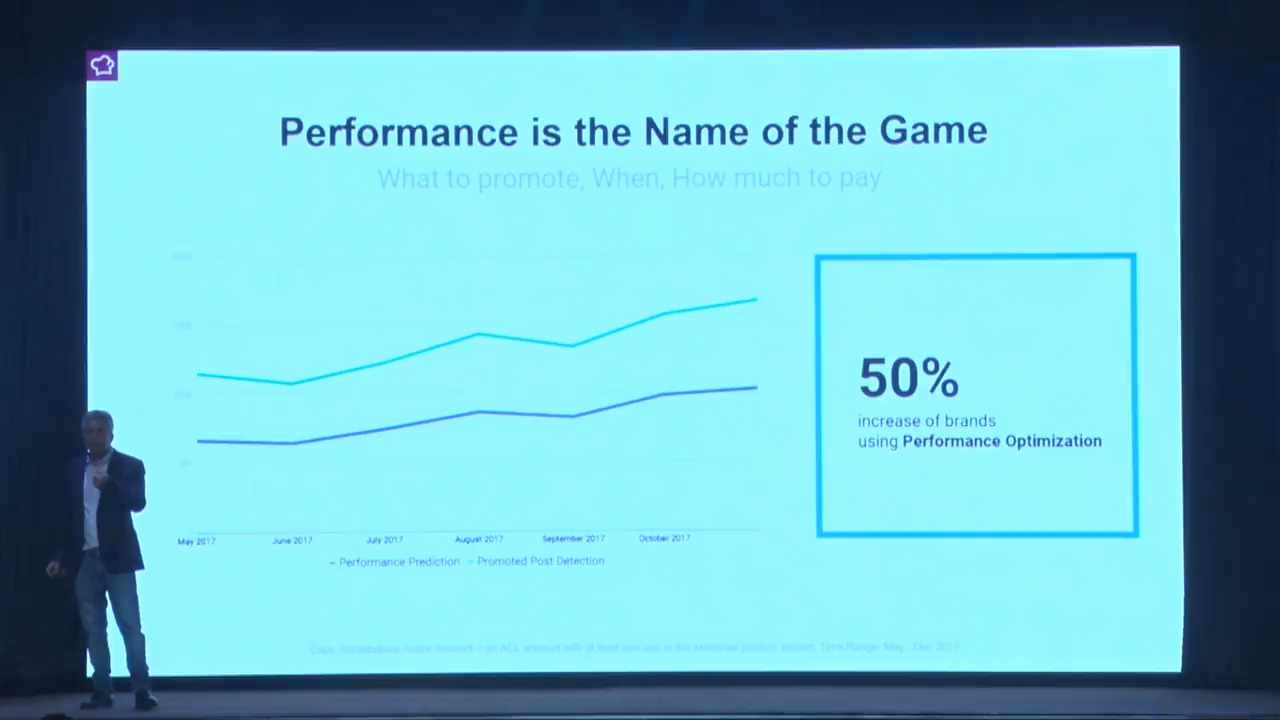 Performance is the Name of the Game
What to promote, When, How much to pay
50%
increase of brands
using Performance Optimization
May 2017 June 2017 July 2017 August 2017 September 2017 October 2017
Performance Prediction Promoted Post Detection